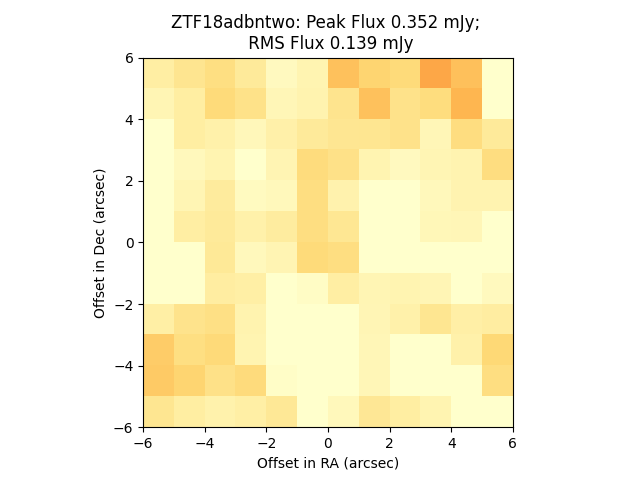 ZTF18adbntwo: Peak Flux 0.352 mJy;
RMS Flux 0.139 mJy
6
4
2
0
−2
−4
−6
Offset in Dec (arcsec)
−6 −4 −2 0 2 4 6
Offset in RA (arcsec)